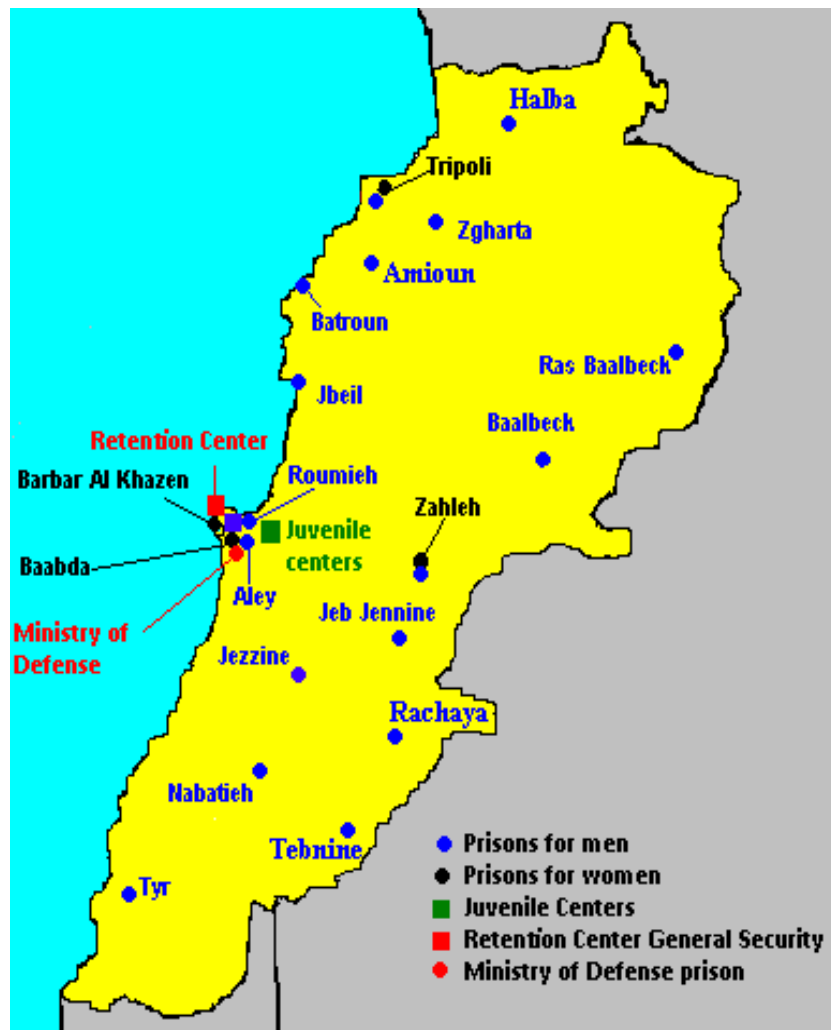 Halba
Tripoli
Zgharta
Amioun
Batroun
Ras Baalbeck
Jbeil
Baalbeck
Retention Center
Barbar Al Khazen
Roumieh
Zahleh
Juvenile
centers
Baabda
Aley
Jeb Jennine
Ministry of
Defense
Jezzine
Rachaya
Nabatieh
Tebnine
Tyr
Prisons for men
Prisons for women
Juvenile Centers
Retention Center General Security
Ministry of Defense prison